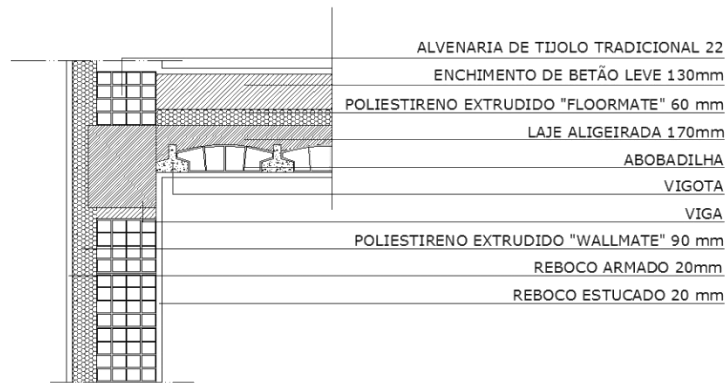 ALVENARIA DE TIJOLO TRADICIONAL 22
ENCHIMENTO DE BETÃO LEVE 130mm
POLIESTIRENO EXTRUDIDO "FLOORMATE" 60 mm
LAJE ALIGEIRADA 170mm
ABOBADILHA
VIGOTA
VIGA
POLIESTIRENO EXTRUDIDO "WALLMATE" 90 mm
REBOCO ARMADO 20mm
REBOCO ESTUCADO 20 mm